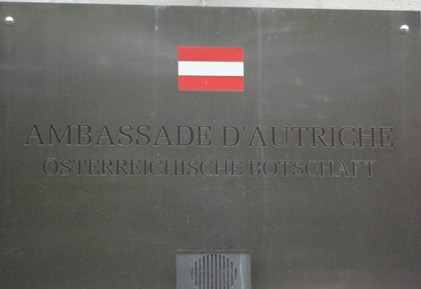 AMBASSADE D'AUTRICHE
ÖSTERREICHISCHE BOTSCHAFT